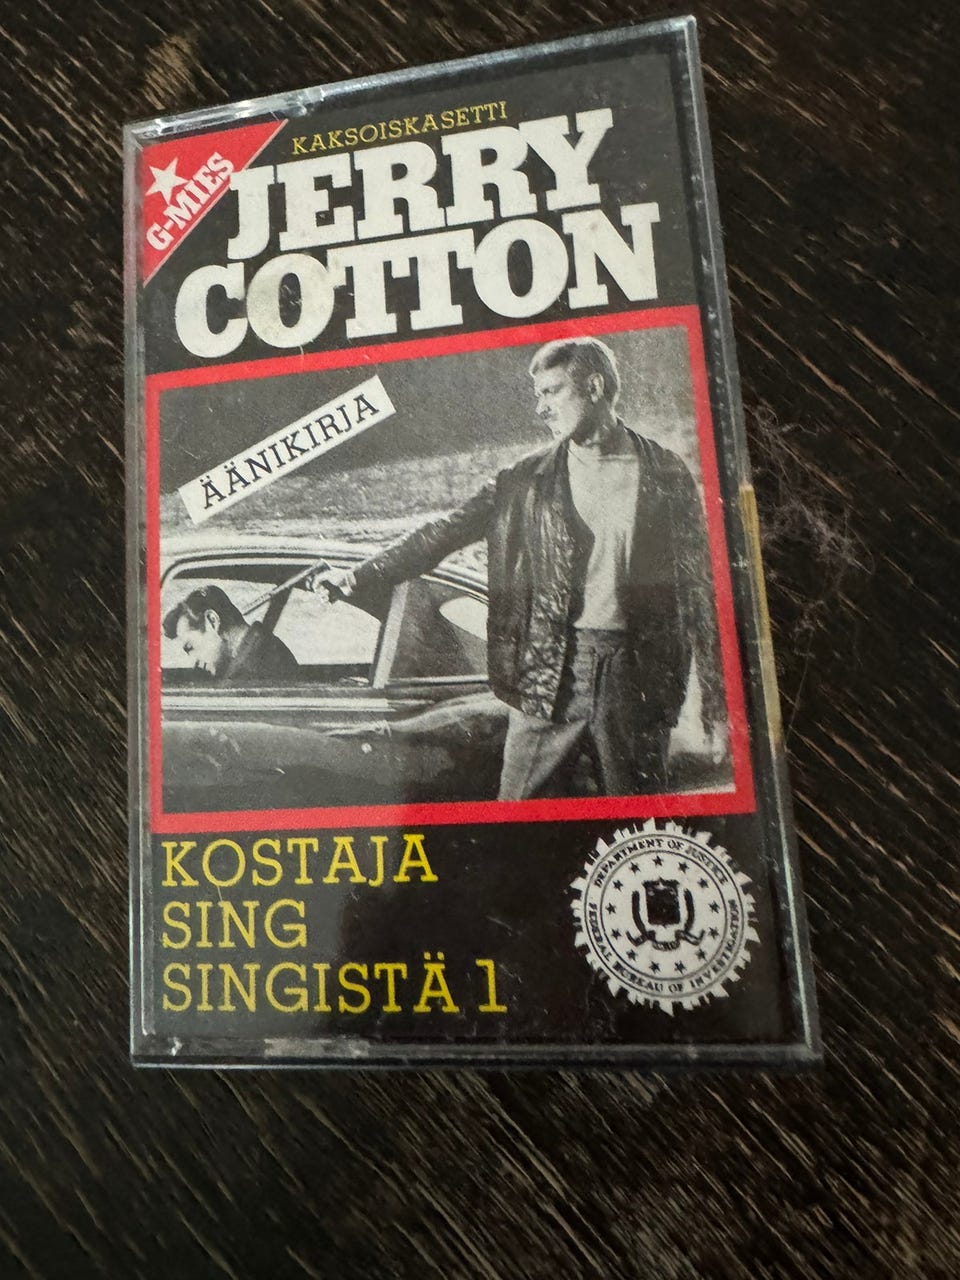 KAKSOISKASETTI
G-MIES
JERRY
COTTON
ÄÄNIKIRJA
KOSTAJA
SING
SINGISTÄ 1
DEPARTMENT OF JUSTICE
FEDERAL BUREAU OF INVESTIGATION